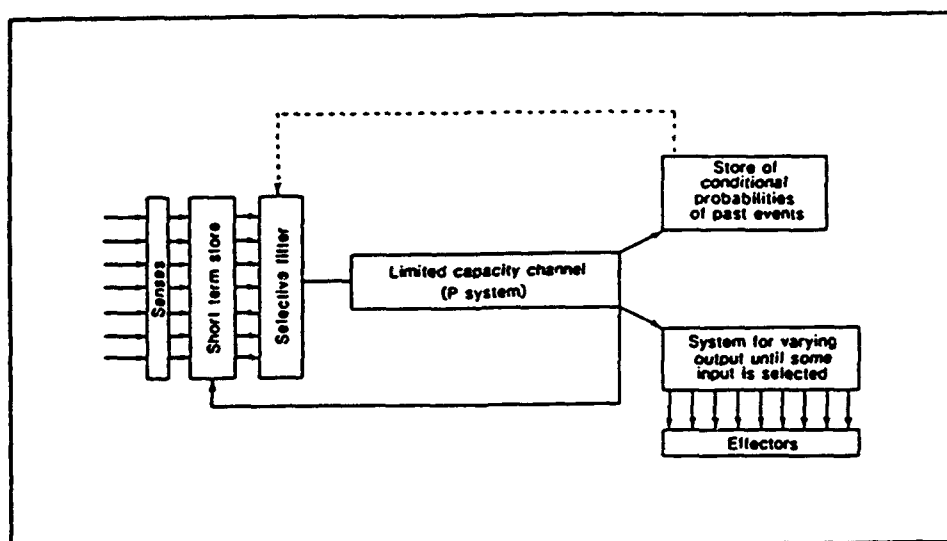 Senses
Short term store
Selective filter
Limited capacity channel
(P system)
Store of
conditional
probabilities
of past events
System for varying
output until some
input is selected
Effectors